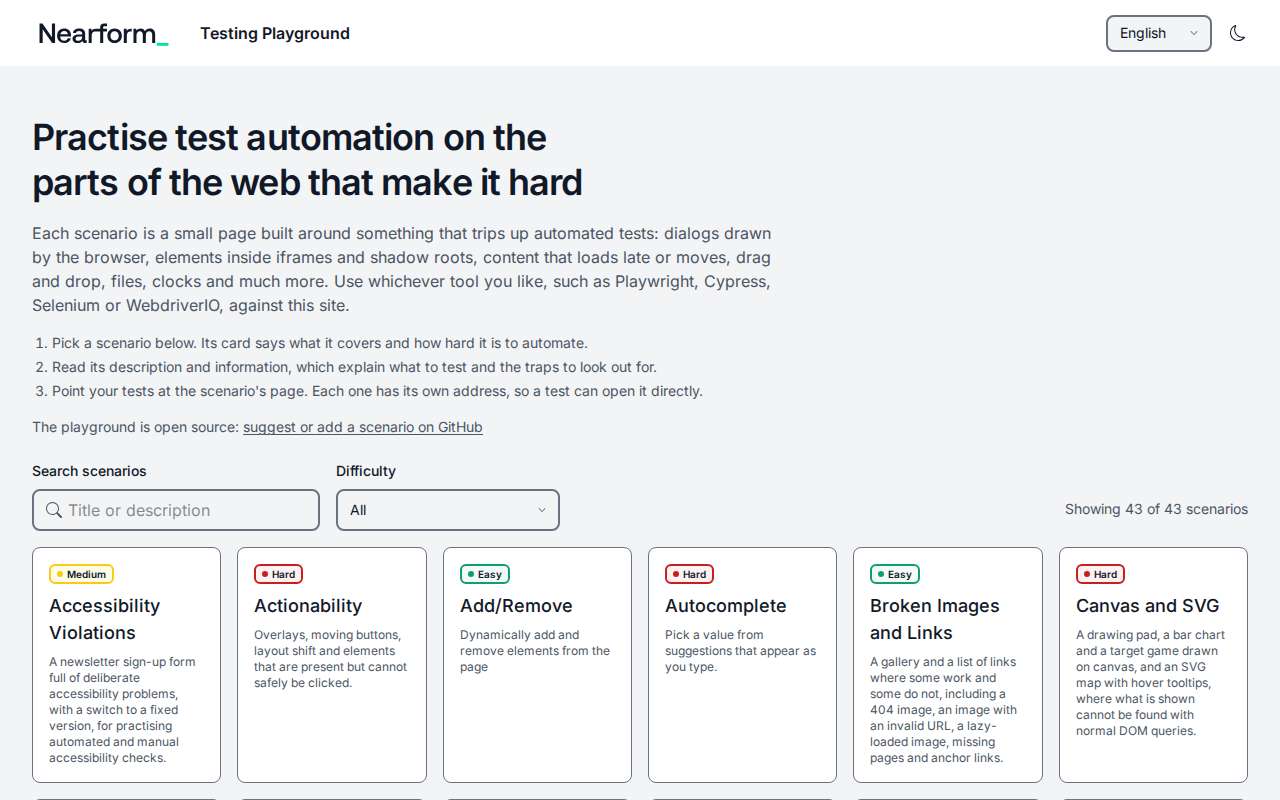 Nearform_
Testing Playground
English
Practise test automation on the
parts of the web that make it hard
Each scenario is a small page built around something that trips up automated tests: dialogs drawn
by the browser, elements inside iframes and shadow roots, content that loads late or moves, drag
and drop, files, clocks and much more. Use whichever tool you like, such as Playwright, Cypress,
Selenium or WebdriverIO, against this site.
1. Pick a scenario below. Its card says what it covers and how hard it is to automate.
2. Read its description and information, which explain what to test and the traps to look out for.
3. Point your tests at the scenario's page. Each one has its own address, so a test can open it directly.
The playground is open source: suggest or add a scenario on GitHub
Search scenarios
Difficulty
Title or description
All
Showing 43 of 43 scenarios
Medium
Accessibility
Violations
A newsletter sign-up form
full of deliberate
accessibility problems,
with a switch to a fixed
version, for practising
automated and manual
accessibility checks.
Hard
Actionability
Overlays, moving buttons,
layout shift and elements
that are present but cannot
safely be clicked.
Easy
Add/Remove
Dynamically add and
remove elements from the
page
Hard
Autocomplete
Pick a value from
suggestions that appear as
you type.
Easy
Broken Images
and Links
A gallery and a list of links
where some work and
some do not, including a
404 image, an image with
an invalid URL, a lazy-
loaded image, missing
pages and anchor links.
Hard
Canvas and SVG
A drawing pad, a bar chart
and a target game drawn
on canvas, and an SVG
map with hover tooltips,
where what is shown
cannot be found with
normal DOM queries.